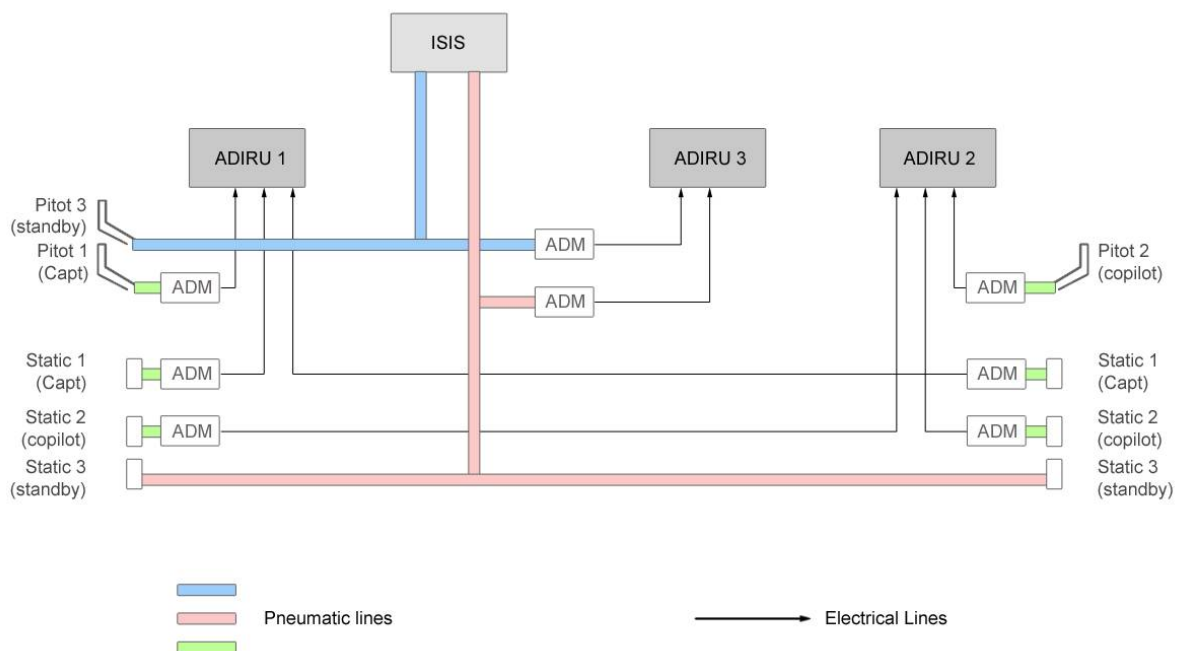 ISIS
ADIRU 1
ADIRU 3
ADIRU 2
Pitot 3
(standby)
ADM
Pitot 1
(Capt)
ADM
ADM
ADM
Pitot 2
(copilot)
Static 1
(Capt)
ADM
ADM
Static 1
(Capt)
Static 2
(copilot)
ADM
ADM
Static 2
(copilot)
Static 3
(standby)
Static 3
(standby)
Pneumatic lines
Electrical Lines